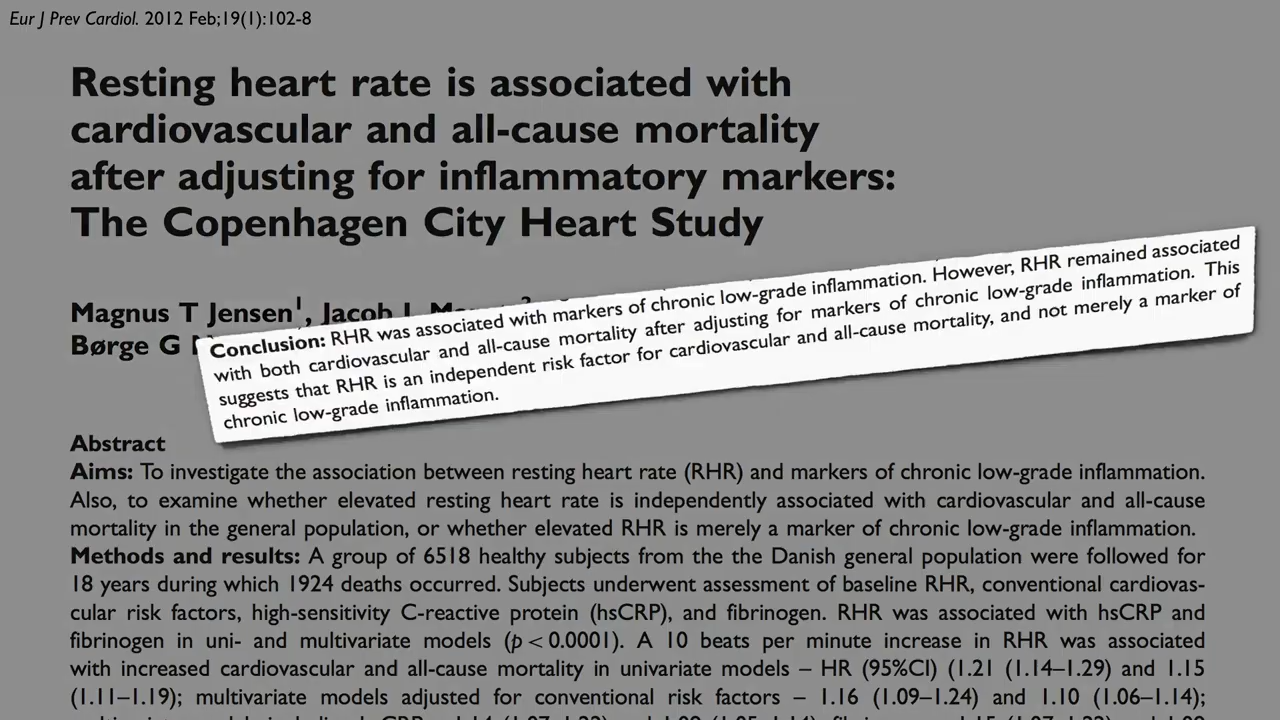 Eur J Prev Cardiol. 2012 Feb;19(1):102-8
Resting heart rate is associated with
cardiovascular and all-cause mortality
after adjusting for inflammatory markers:
The Copenhagen City Heart Study
Magnus T Jensen1, Jacob L
Børge G
Conclusion: RHR was associated with markers of chronic low-grade inflammation. However, RHR remained associated
with both cardiovascular and all-cause mortality after adjusting for markers of chronic low-grade inflammation. This
suggests that RHR is an independent risk factor for cardiovascular and all-cause mortality, and not merely a marker of
chronic low-grade inflammation.
Abstract
Aims: To investigate the association between resting heart rate (RHR) and markers of chronic low-grade inflammation.
Also, to examine whether elevated resting heart rate is independently associated with cardiovascular and all-cause
mortality in the general population, or whether elevated RHR is merely a marker of chronic low-grade inflammation.
Methods and results: A group of 6518 healthy subjects from the the Danish general population were followed for
18 years during which 1924 deaths occurred. Subjects underwent assessment of baseline RHR, conventional cardiovas-
cular risk factors, high-sensitivity C-reactive protein (hsCRP), and fibrinogen. RHR was associated with hsCRP and
fibrinogen in uni- and multivariate models (p < 0.0001). A 10 beats per minute increase in RHR was associated
with increased cardiovascular and all-cause mortality in univariate models – HR (95%CI) (1.21 (1.14–1.29) and 1.15
(1.11–1.19); multivariate models adjusted for conventional risk factors – 1.16 (1.09–1.24) and 1.10 (1.06–1.14);